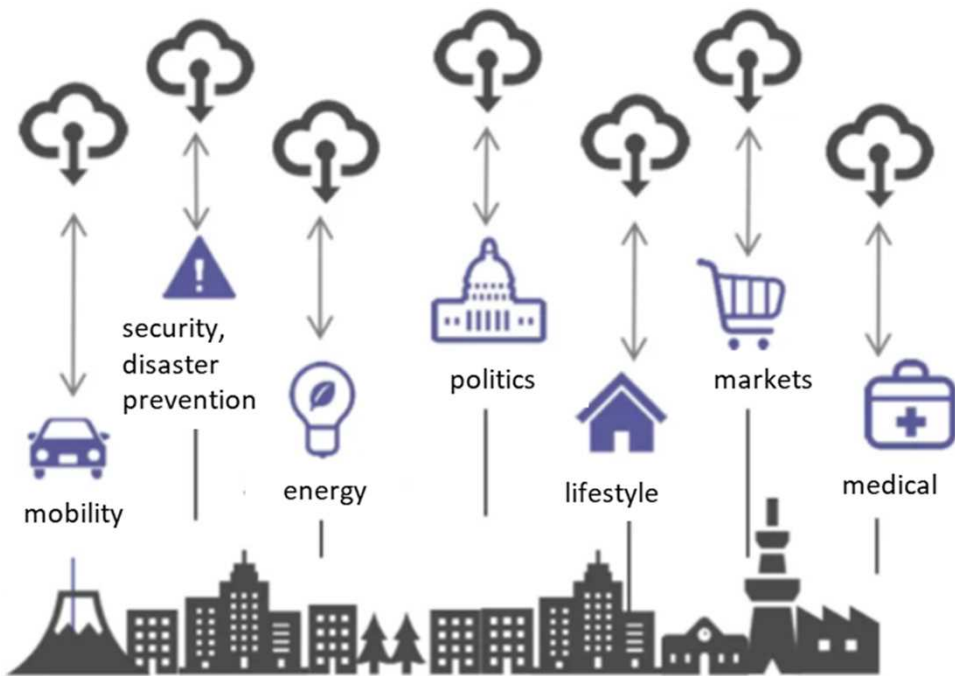 security,
disaster
prevention
politics
markets
energy
lifestyle
medical
mobility